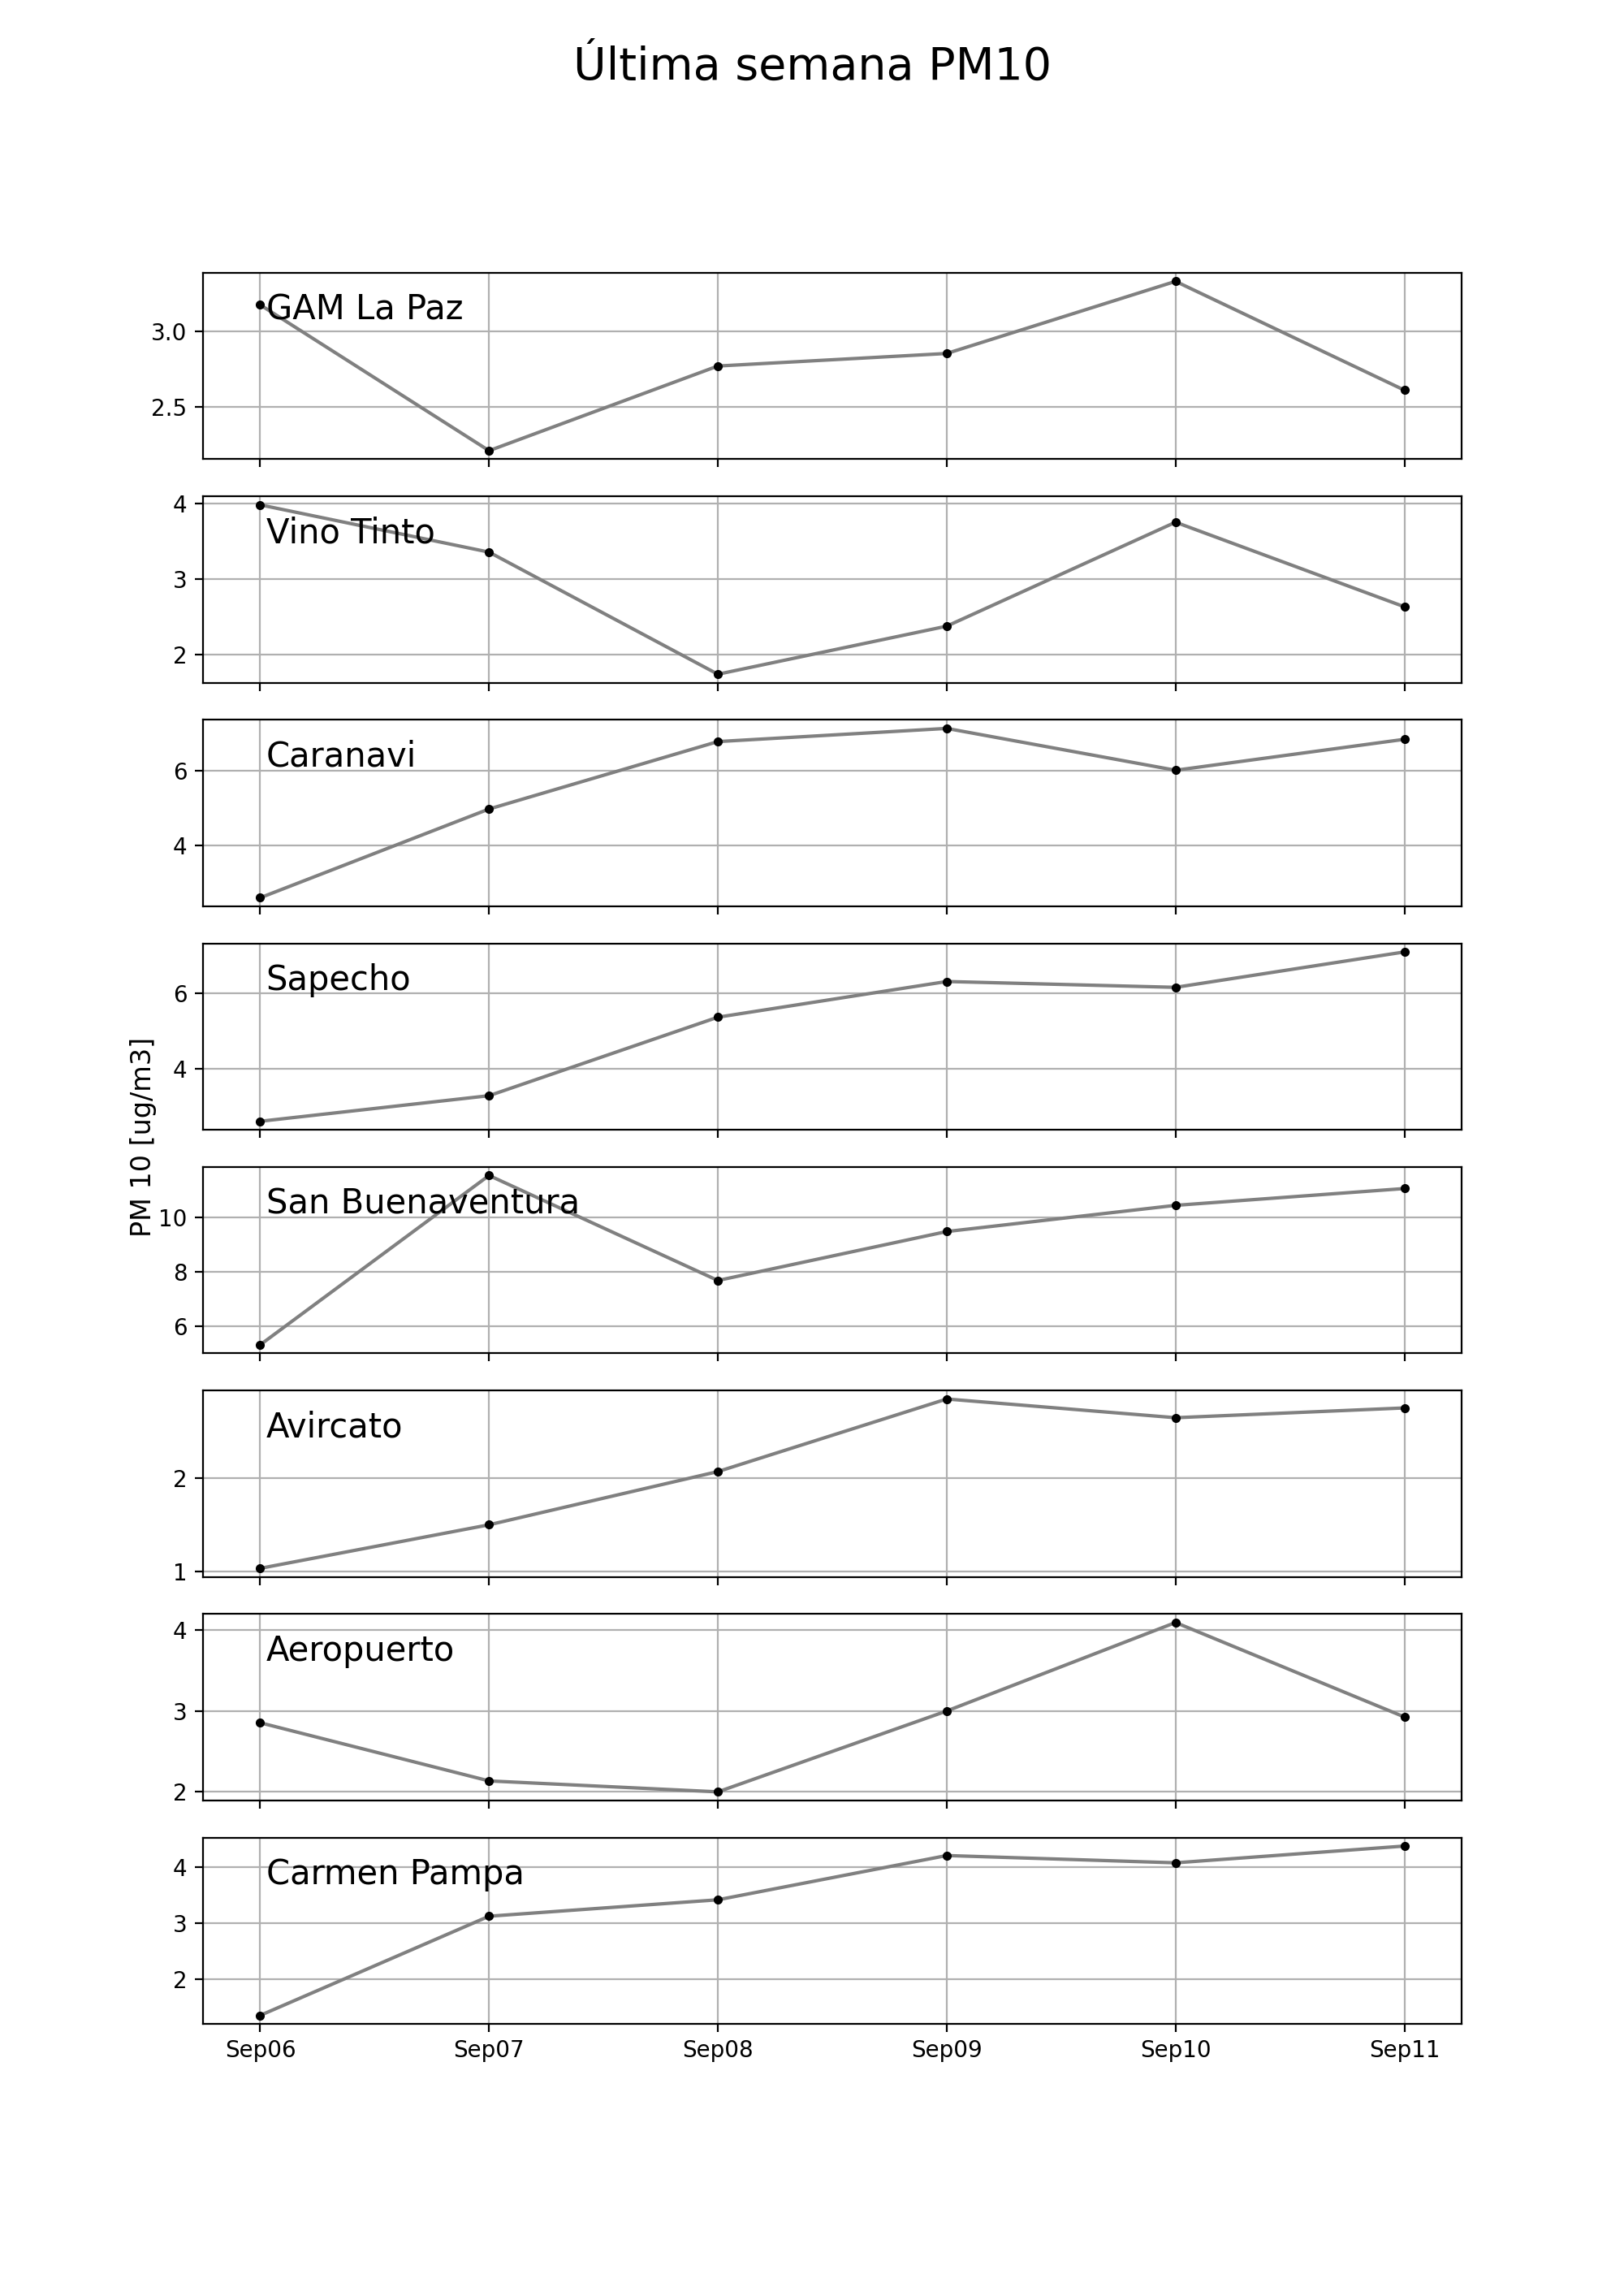 Última semana PM10
GAM La Paz
3.0
2.5
Vino Tinto
4
3
2
Caranavi
6
4
Sapecho
6
4
PM 10 [ug/m3]
San Buenaventura
10
8
6
Avircato
2
1
Aeropuerto
4
3
2
Carmen Pampa
4
3
2
Sep06 Sep07 Sep08 Sep09 Sep10 Sep11